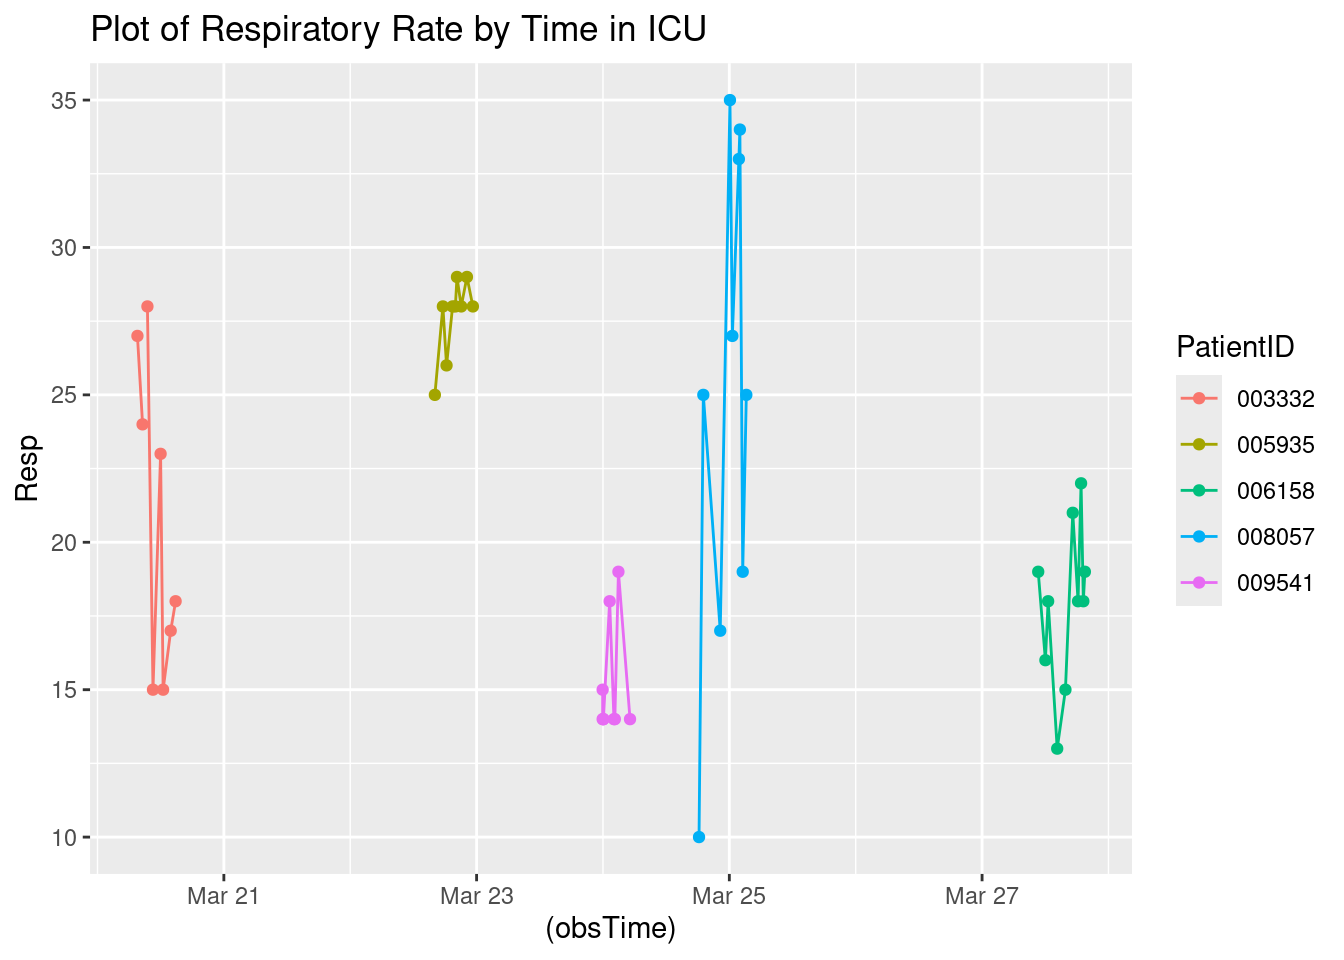 Plot of Respiratory Rate by Time in ICU
35
30
25
20
15
10
Resp
Mar 21
Mar 23
Mar 25
Mar 27
(obsTime)
PatientID
003332
005935
006158
008057
009541